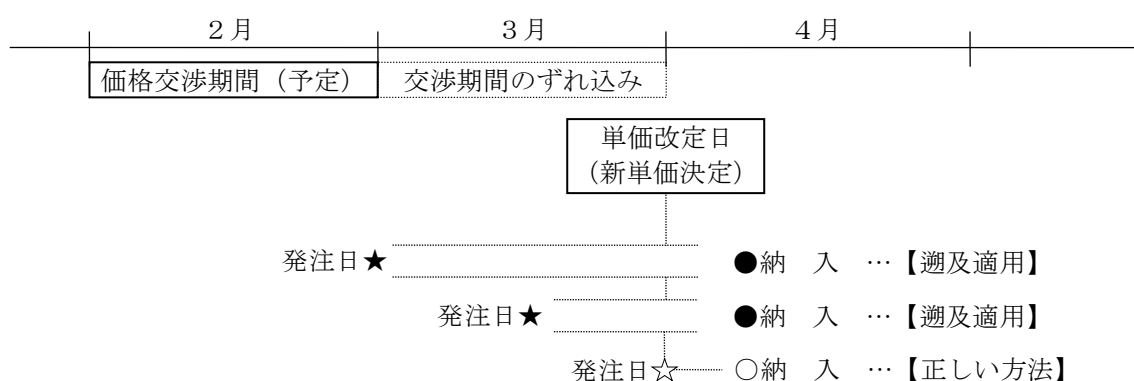 ２月 ３月 ４月
価格交渉期間（予定） 交渉期間のずれ込み
単価改定日
（新単価決定）
発注日★ ●納　入　…【遡及適用】
発注日★ ●納　入　…【遡及適用】
発注日☆ ○納　入　…【正しい方法】